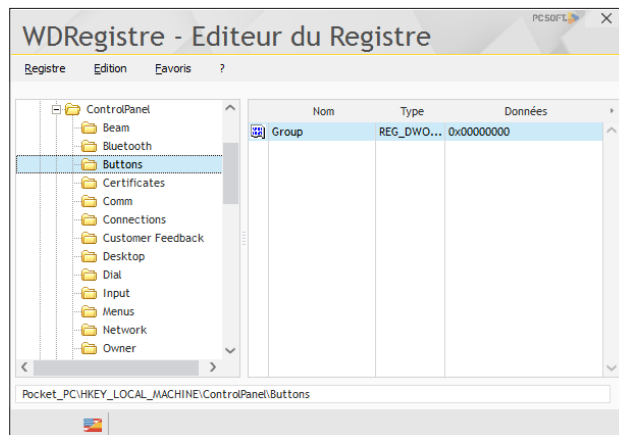 PCSOFT
WDRegistre - Editeur du Registre
Registre Edition Favoris ?
ControlPanel
Beam
Bluetooth
Buttons
Certificates
Comm
Connections
Customer Feedback
Desktop
Dial
Input
Menus
Network
Owner
Nom Type Données
Group REG_DWO... 0x00000000
Pocket_PC\HKEY_LOCAL_MACHINE\ControlPanel\Buttons